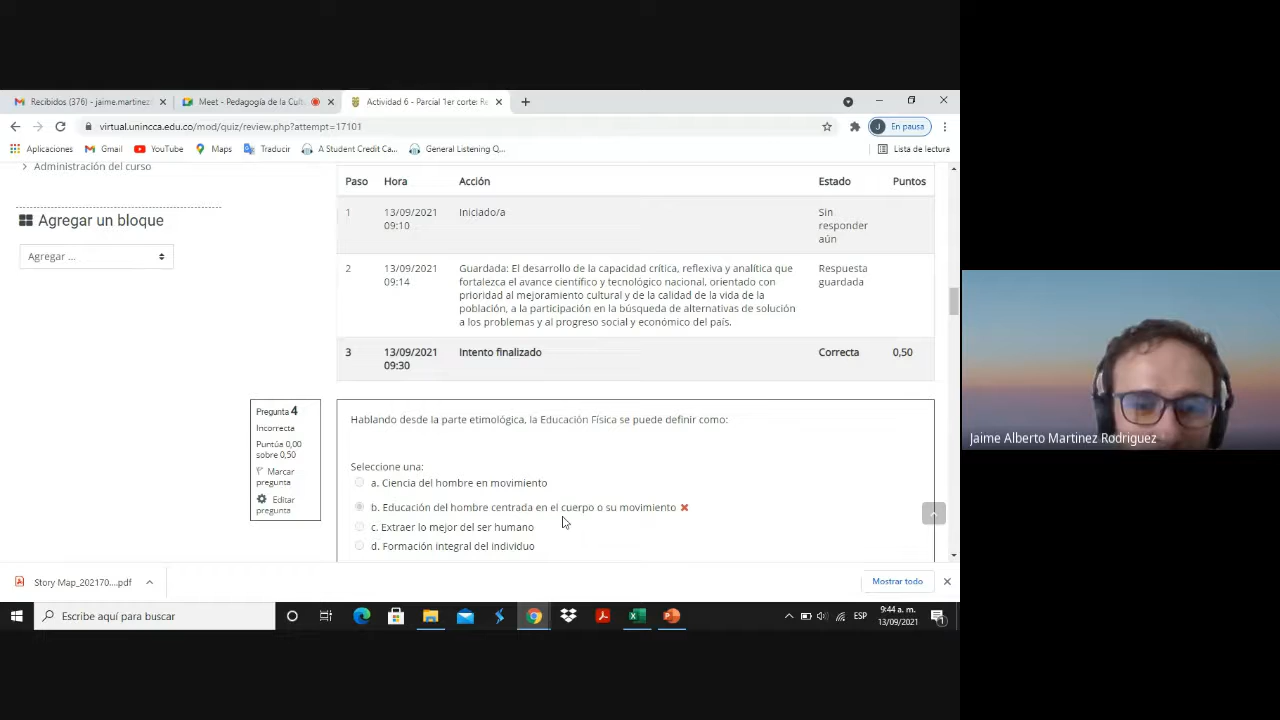 Recibidos (376) - jaime.martinez
Meet - Pedagogía de la Cult
Actividad 6 - Parcial 1er corte: Re
virtual.unincca.edu.co/mod/quiz/review.php?attempt=17101
J En pausa
Aplicaciones
Gmail
YouTube
Maps
Traducir
A Student Credit Ca...
General Listening Q...
Lista de lectura
Administración del curso
Agregar un bloque
Agregar ...
Paso Hora Acción Estado Puntos
1 13/09/2021 09:10 Iniciado/a Sin responder aún
2 13/09/2021 09:14 Guardada: El desarrollo de la capacidad crítica, reflexiva y analítica que Respuesta guardada
fortalezca el avance científico y tecnológico nacional, orientado con
prioridad al mejoramiento cultural y de la calidad de la vida de la
población, a la participación en la búsqueda de alternativas de solución
a los problemas y al progreso social y económico del país.
3 13/09/2021 09:30 Intento finalizado Correcta 0,50
Pregunta 4
Incorrecta
Puntúa 0,00
sobre 0,50
Marcar
pregunta
Editar
pregunta
Hablando desde la parte etimológica, la Educación Física se puede definir como:
Seleccione una:
a. Ciencia del hombre en movimiento
b. Educación del hombre centrada en el cuerpo o su movimiento
c. Extraer lo mejor del ser humano
d. Formación integral del individuo
Jaime Alberto Martinez Rodriguez
Story Map_202170....pdf
Mostrar todo
Escribe aquí para buscar
ESP
9:44 a. m.
13/09/2021
1